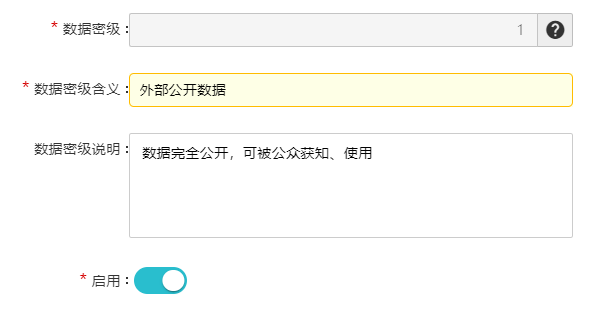 * 数据密级： 1
* 数据密级含义： 外部公开数据
数据密级说明： 数据完全公开，可被公众获知、使用
* 启用：